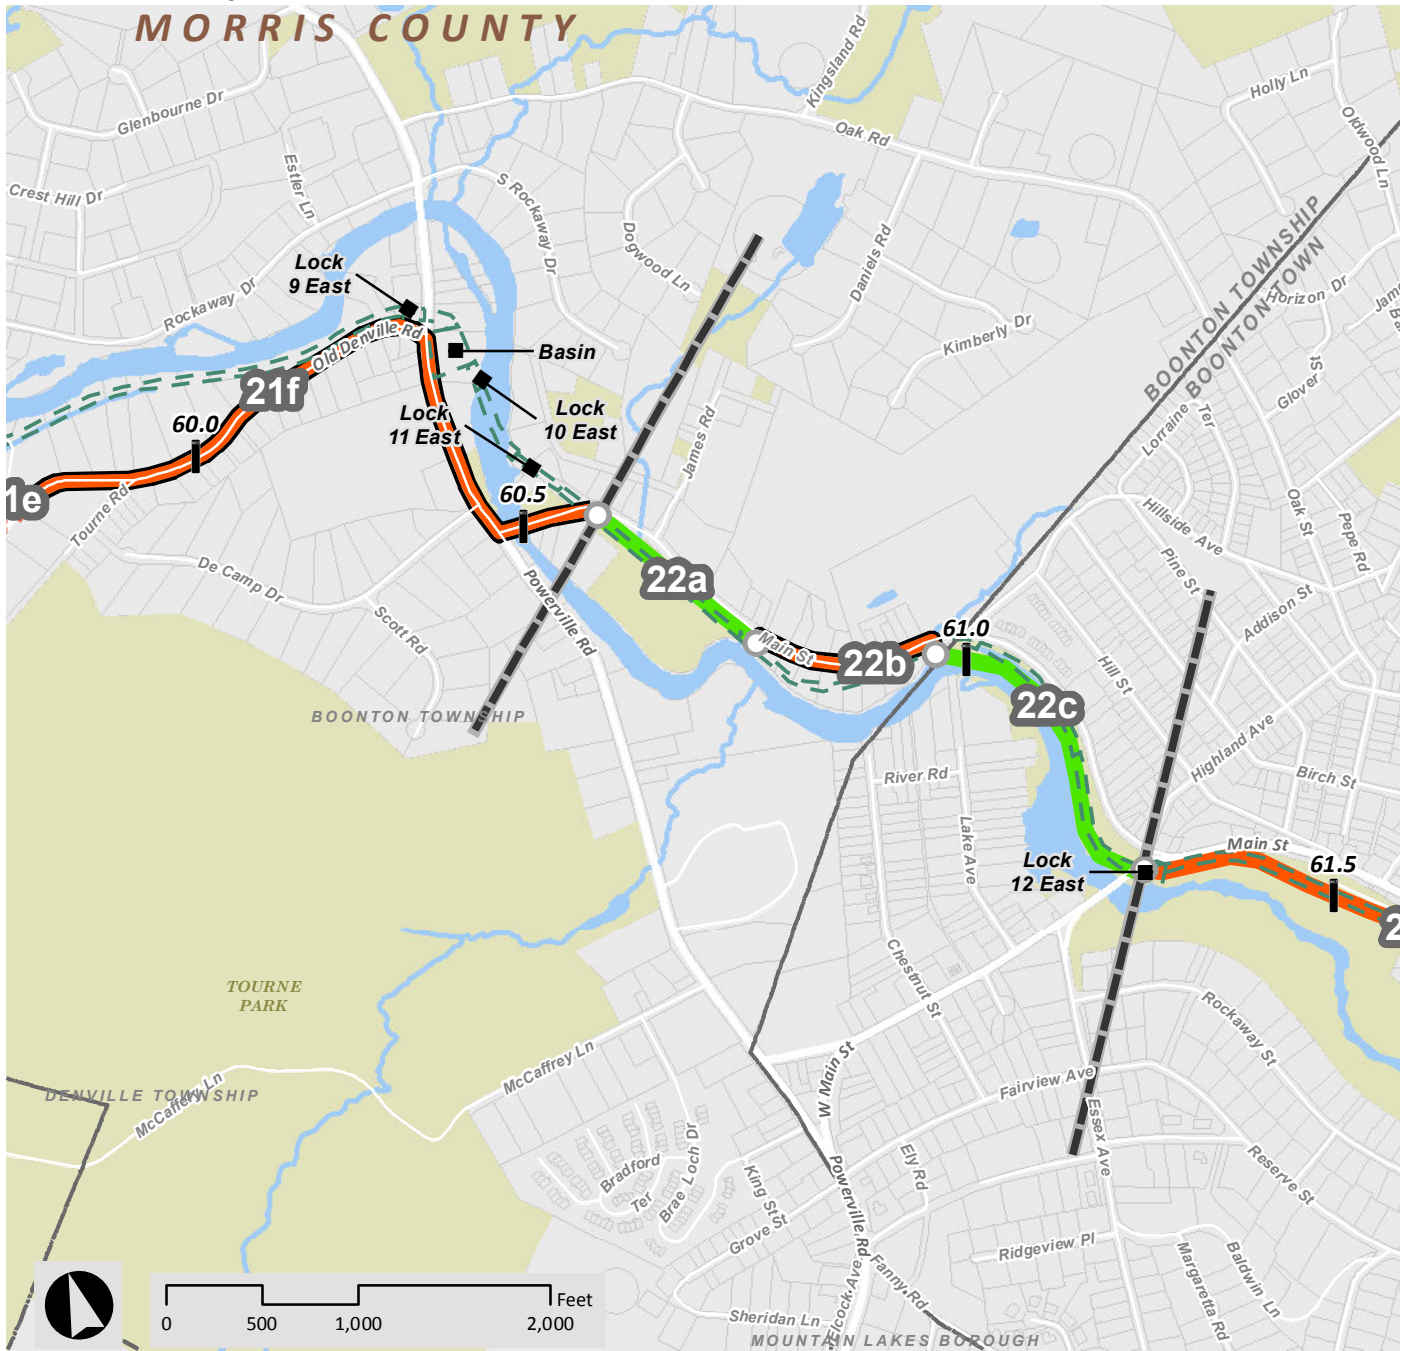 MORRIS COUNTY
Kingsland Rd
Holly Ln
Glenbourne Dr
Oak Rd
Oldwood Ln
Estler Ln
Crest Hill Dr
S Rockaway Dr
Dogwood Ln
Daniels Rd
BOONTON TOWNSHIP
BOONTON TOWN
Lock
9 East
Rockaway Dr
Horizon Dr
Old Denville Rd
Basin
Kimberly Dr
Glover St
21f
Lock
10 East
Lock
11 East
James Rd
Lorraine
Ter
60.0
60.5
1e
Tourne Rd
Oak St
Pepe Rd
Hillside Ave
Pine St
De Camp Dr
Scott Rd
Powerville Rd
22a
Addison St
61.0
Main St
22b
22c
Hill St
Highland Ave
BOONTON TOWNSHIP
River Rd
Birch St
Lake Ave
Main St
61.5
Lock
12 East
2
Chestnut St
TOURNE
PARK
Rockaway St
McCaffrey Ln
W Main St
Fairview Ave
Essex Ave
DENVILLE TOWNSHIP
McCaffery Ln
Bradford
Ter
Brae Loch Dr
King St
Ely Rd
Reserve St
Powerville Rd
Grove St
Ridgeview Pl
Margaretta Rd
Baldwin Ln
Fanny Rd
Elcock Ave
Sheridan Ln
MOUNTAIN LAKES BOROUGH
Feet
0 500 1,000 2,000